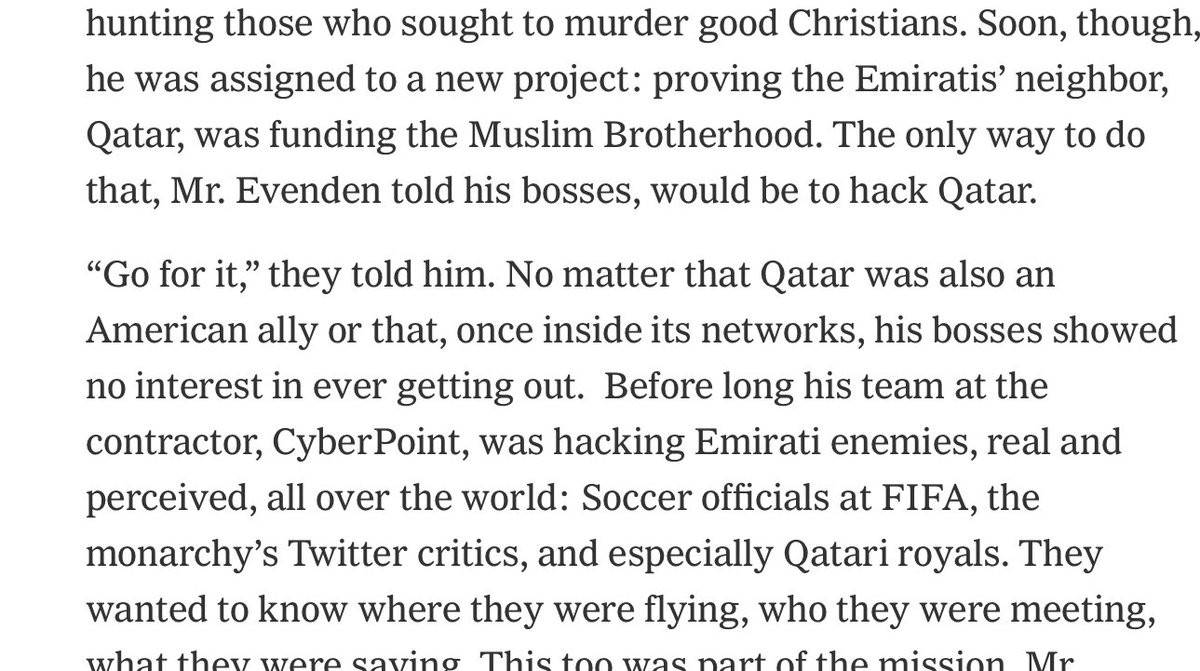 hunting those who sought to murder good Christians. Soon, though,
he was assigned to a new project: proving the Emiratis’ neighbor,
Qatar, was funding the Muslim Brotherhood. The only way to do
that, Mr. Evenden told his bosses, would be to hack Qatar.
“Go for it,” they told him. No matter that Qatar was also an
American ally or that, once inside its networks, his bosses showed
no interest in ever getting out.  Before long his team at the
contractor, CyberPoint, was hacking Emirati enemies, real and
perceived, all over the world: Soccer officials at FIFA, the
monarchy’s Twitter critics, and especially Qatari royals. They
wanted to know where they were flying, who they were meeting,
what they were saying. This too was part of the mission, Mr.